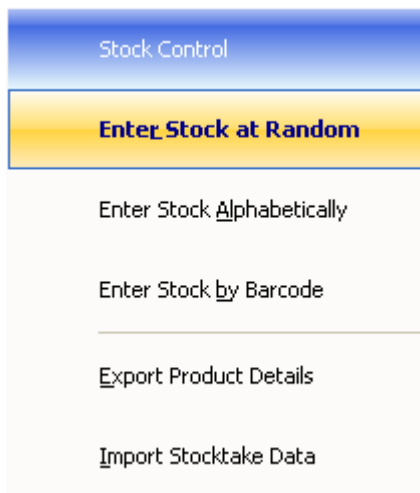 Stock Control
Enter Stock at Random
Enter Stock Alphabetically
Enter Stock by Barcode
Export Product Details
Import Stocktake Data